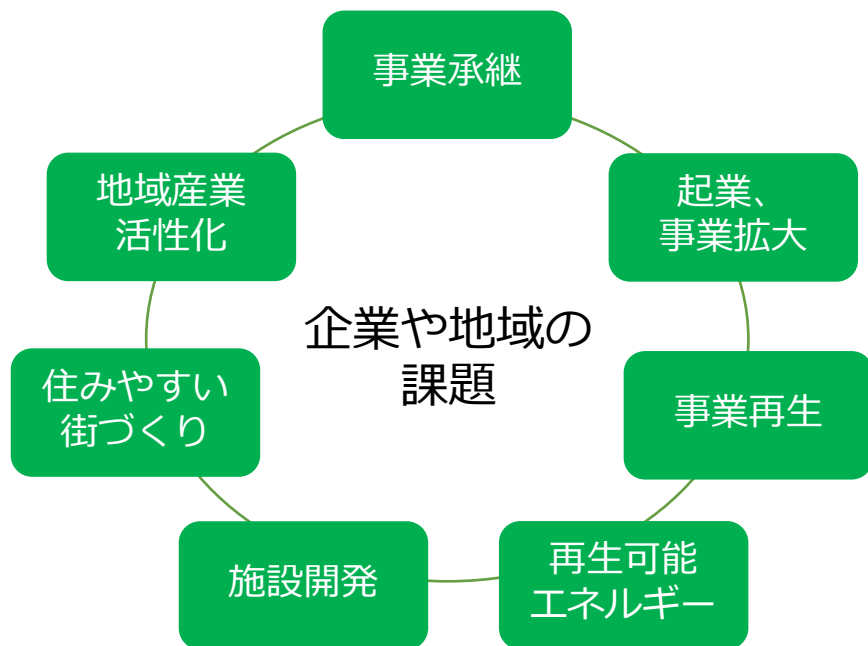 事業承継
起業、
事業拡大
事業再生
再生可能
エネルギー
施設開発
住みやすい
街づくり
地域産業
活性化
企業や地域の
課題